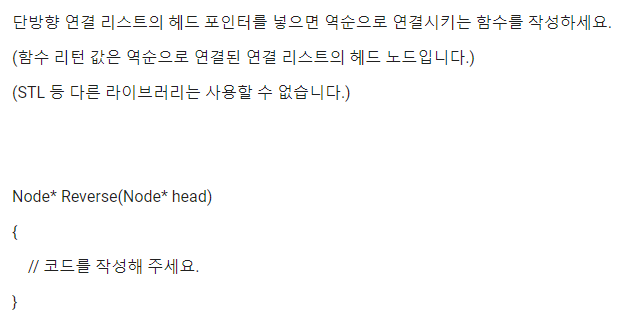 단방향 연결 리스트의 헤드 포인터를 넣으면 역순으로 연결시키는 함수를 작성하세요.
(함수 리턴 값은 역순으로 연결된 연결 리스트의 헤드 노드입니다.)
(STL 등 다른 라이브러리는 사용할 수 없습니다.)
Node* Reverse(Node* head)
{
// 코드를 작성해 주세요.
}